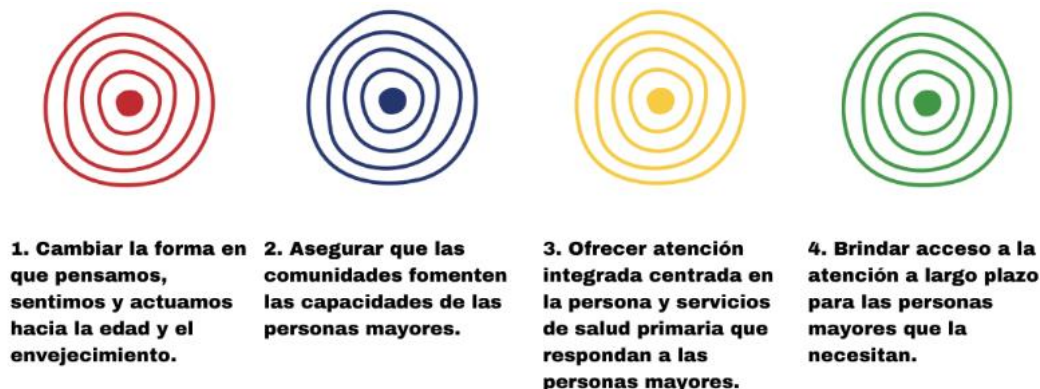 1. Cambiar la forma en
que pensamos,
sentimos y actuamos
hacia la edad y el
envejecimiento.
2. Asegurar que las
comunidades fomenten
las capacidades de las
personas mayores.
3. Ofrecer atención
integrada centrada en
la persona y servicios
de salud primaria que
respondan a las
personas mayores.
4. Brindar acceso a la
atención a largo plazo
para las personas
mayores que la
necesitan.